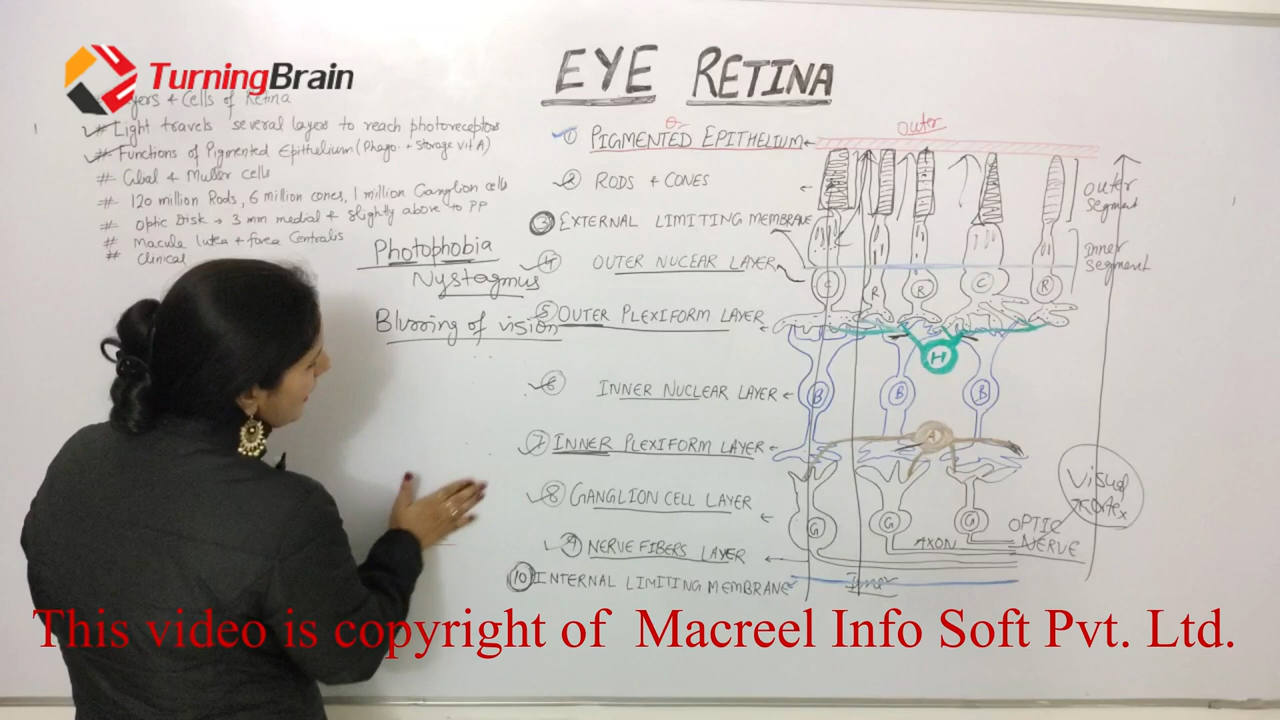 TurningBrain
EYE RETINA
yers & Cells of Retina
# Light travels several layers to reach photoreceptors
# Functions of Pigmented Epithelium (Phago. + Storage vit A)
# 120 million Rods, 6 million cones, 1 million Ganglion cells
# Optic Disk → 3 mm medial & slightly above to PP
# Macula lutea & fovea Centralis
# Clinical
Photophobia
Nystagmus
Blurring of vision
① PIGMENTED EPITHELIUM
② RODS & CONES
③ EXTERNAL LIMITING MEMBRANE
④ OUTER NUCEAR LAYER
⑤ OUTER PLEXIFORM LAYER
⑥ INNER NUCLEAR LAYER
⑦ INNER PLEXIFORM LAYER
⑧ GANGLION CELL LAYER
⑨ NERVE FIBERS LAYER
⑩ INTERNAL LIMITING MEMBRANE
Outer
Outer
Segment
Inner
Segment
C R R C R
H
B B B
A
G G G
Visual
Cortex
OPTIC
NERVE
AXON
Inner
This video is copyright of Macreel Info Soft Pvt. Ltd.